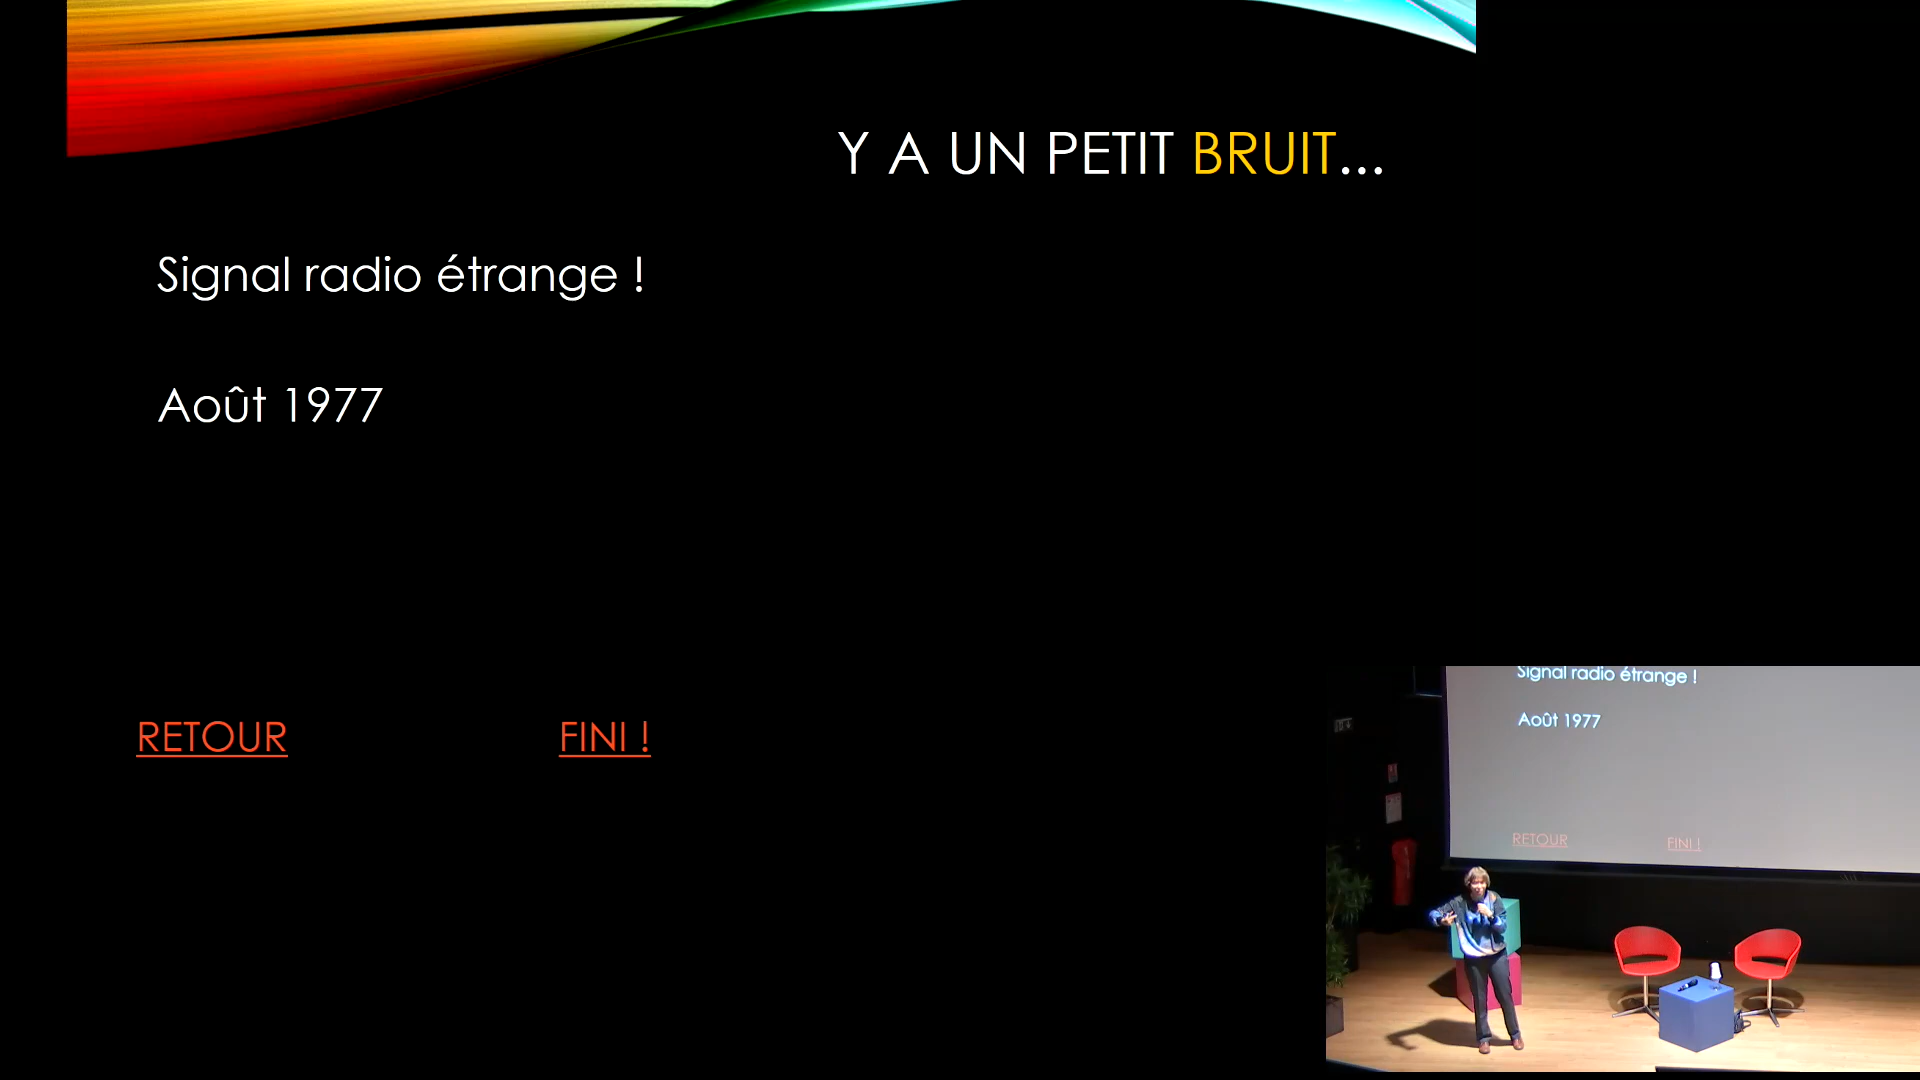 Y A UN PETIT BRUIT...
Signal radio étrange !
Août 1977
RETOUR
FINI !
Signal radio étrange !
Août 1977
RETOUR
FINI !